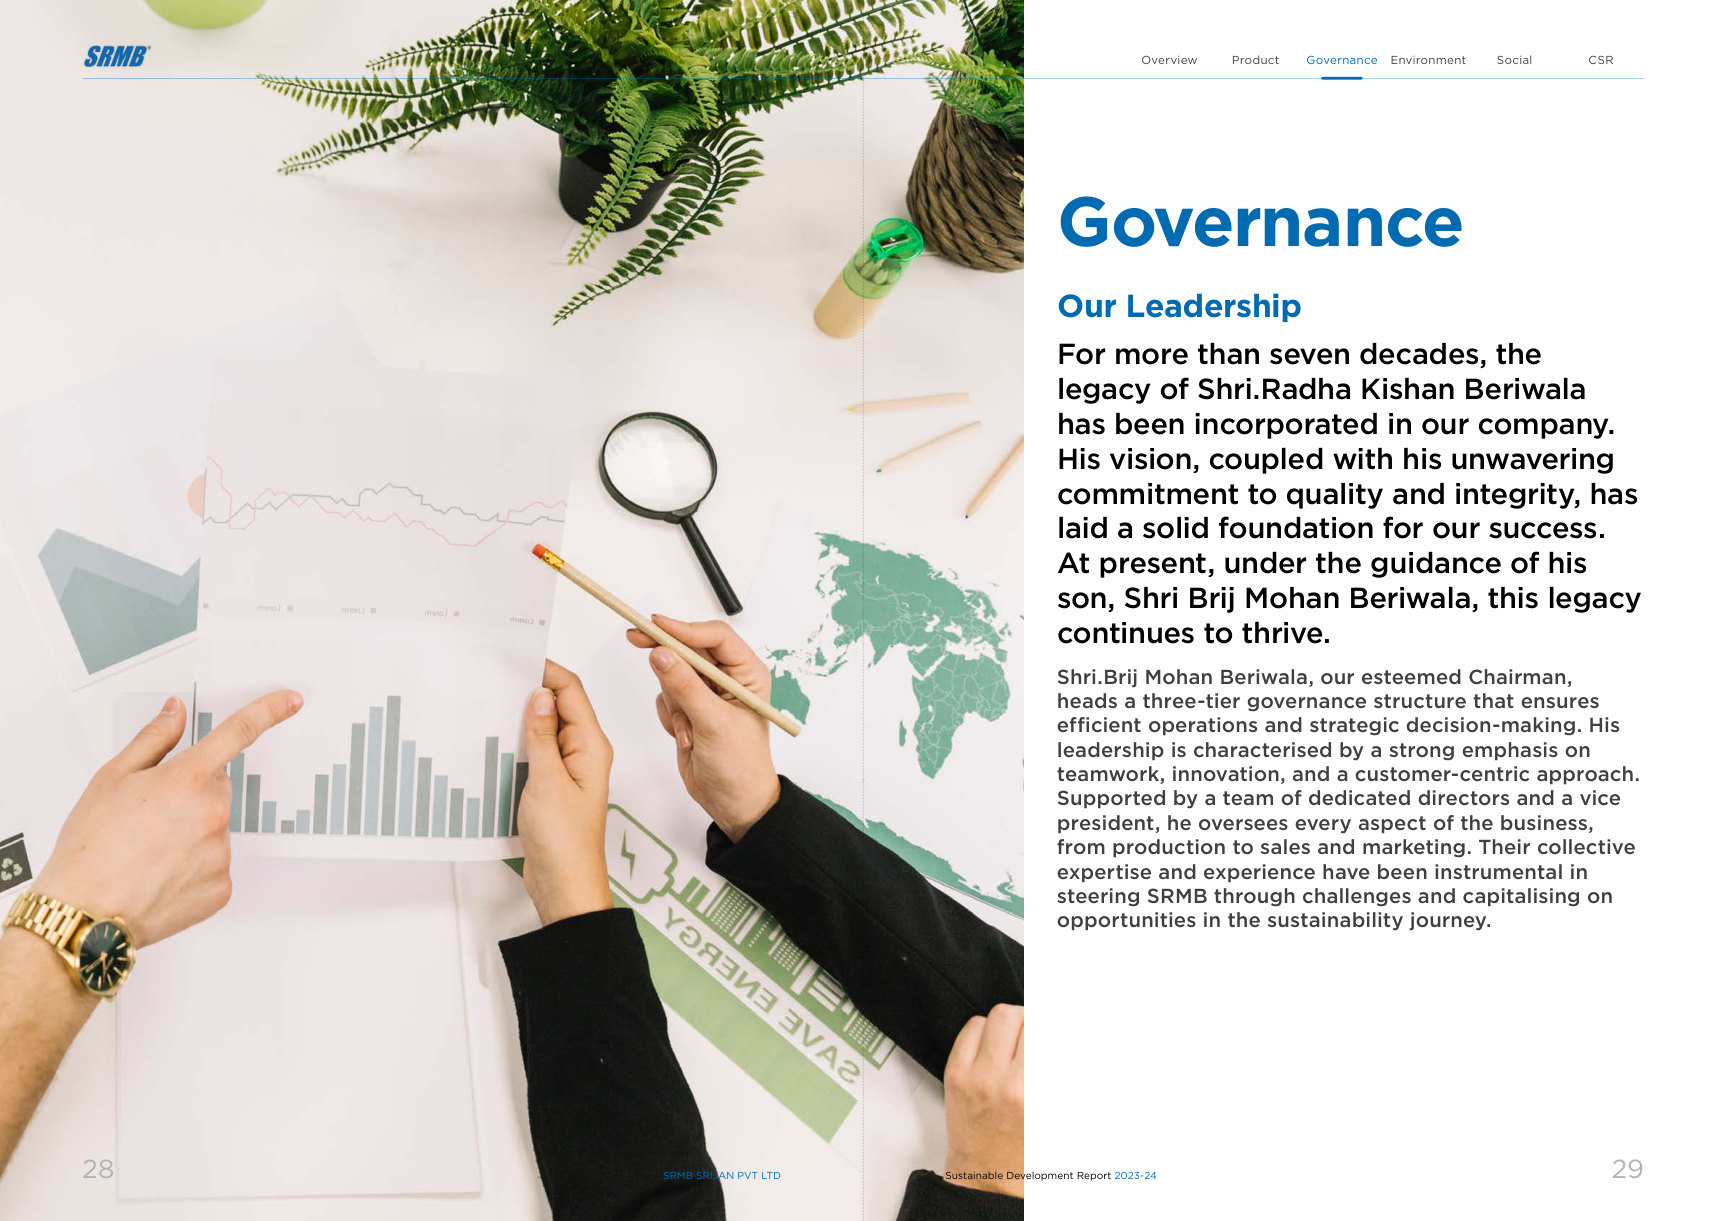 SRMB
Overview Product Governance Environment Social CSR
Governance
Our Leadership
For more than seven decades, the
legacy of Shri.Radha Kishan Beriwala
has been incorporated in our company.
His vision, coupled with his unwavering
commitment to quality and integrity, has
laid a solid foundation for our success.
At present, under the guidance of his
son, Shri Brij Mohan Beriwala, this legacy
continues to thrive.
Shri.Brij Mohan Beriwala, our esteemed Chairman,
heads a three-tier governance structure that ensures
efficient operations and strategic decision-making. His
leadership is characterised by a strong emphasis on
teamwork, innovation, and a customer-centric approach.
Supported by a team of dedicated directors and a vice
president, he oversees every aspect of the business,
from production to sales and marketing. Their collective
expertise and experience have been instrumental in
steering SRMB through challenges and capitalising on
opportunities in the sustainability journey.
Lorem Lorem Lorem Lorem
SAVE ENERGY
28
SRMB SRIJAN PVT LTD
Sustainable Development Report 2023-24
29